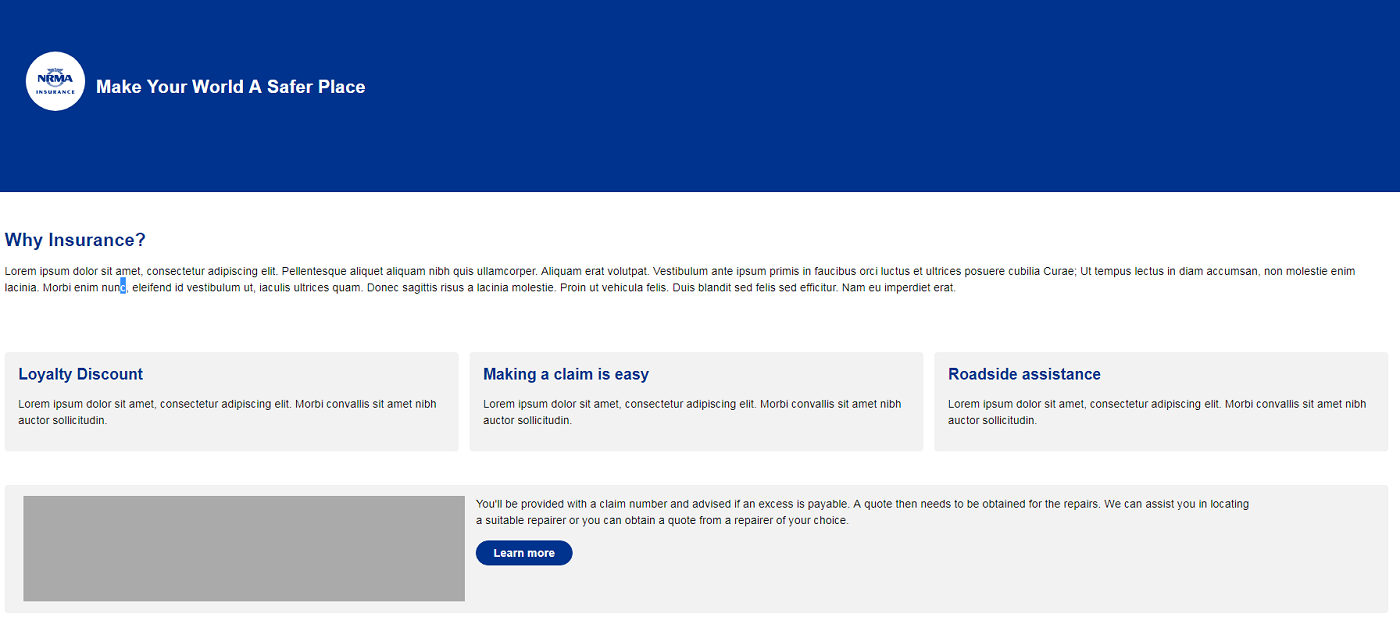 NRMA
INSURANCE
Make Your World A Safer Place
Why Insurance?
Lorem ipsum dolor sit amet, consectetur adipiscing elit. Pellentesque aliquet aliquam nibh quis ullamcorper. Aliquam erat volutpat. Vestibulum ante ipsum primis in faucibus orci luctus et ultrices posuere cubilia Curae; Ut tempus lectus in diam accumsan, non molestie enim
lacinia. Morbi enim nunc, eleifend id vestibulum ut, iaculis ultrices quam. Donec sagittis risus a lacinia molestie. Proin ut vehicula felis. Duis blandit sed felis sed efficitur. Nam eu imperdiet erat.
Loyalty Discount
Lorem ipsum dolor sit amet, consectetur adipiscing elit. Morbi convallis sit amet nibh
auctor sollicitudin.
Making a claim is easy
Lorem ipsum dolor sit amet, consectetur adipiscing elit. Morbi convallis sit amet nibh
auctor sollicitudin.
Roadside assistance
Lorem ipsum dolor sit amet, consectetur adipiscing elit. Morbi convallis sit amet nibh
auctor sollicitudin.
You'll be provided with a claim number and advised if an excess is payable. A quote then needs to be obtained for the repairs. We can assist you in locating
a suitable repairer or you can obtain a quote from a repairer of your choice.
Learn more